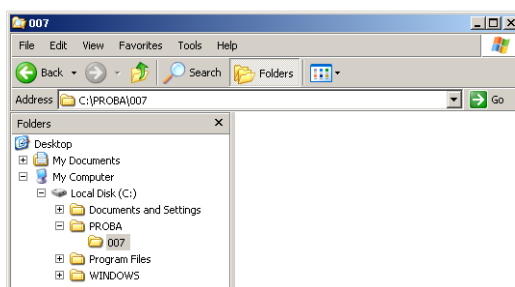 007
File Edit View Favorites Tools Help
Back Search Folders
Address C:\PROBA\007 Go
Folders
Desktop
My Documents
My Computer
Local Disk (C:)
Documents and Settings
PROBA
007
Program Files
WINDOWS